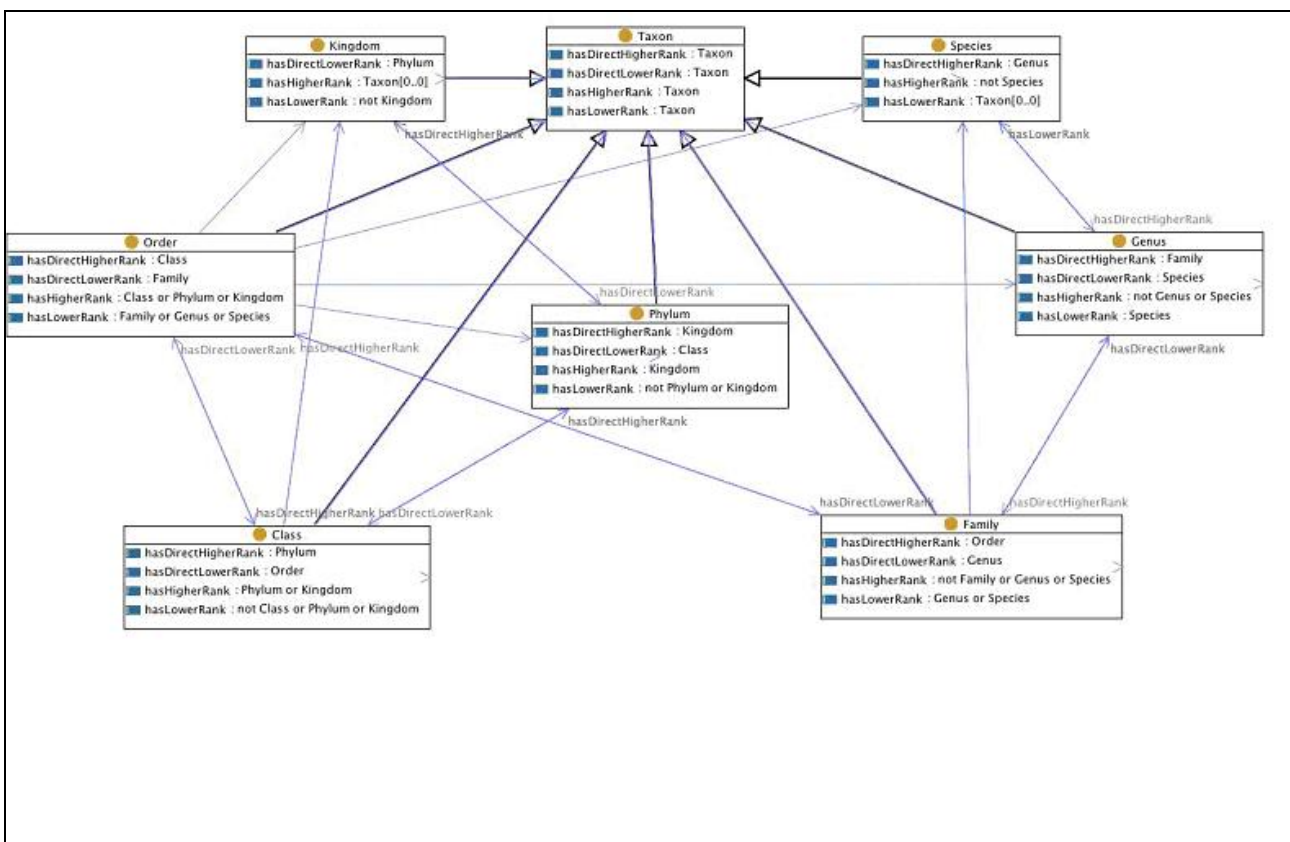 Kingdom
hasDirectLowerRank : Phylum
hasHigherRank : Taxon[0..0]
hasLowerRank : not Kingdom
Taxon
hasDirectHigherRank : Taxon
hasDirectLowerRank : Taxon
hasHigherRank : Taxon
hasLowerRank : Taxon
Species
hasDirectHigherRank : Genus
hasHigherRank : not Species
hasLowerRank : Taxon[0..0]
hasDirectHigherRank
hasLowerRank
hasDirectHigherRank
Order
hasDirectHigherRank : Class
hasDirectLowerRank : Family
hasHigherRank : Class or Phylum or Kingdom
hasLowerRank : Family or Genus or Species
Genus
hasDirectHigherRank : Family
hasDirectLowerRank : Species
hasHigherRank : not Genus or Species
hasLowerRank : Species
hasDirectLowerRank
Phylum
hasDirectHigherRank : Kingdom
hasDirectLowerRank : Class
hasHigherRank : Kingdom
hasLowerRank : not Phylum or Kingdom
hasDirectLowerRank
hasDirectHigherRank
hasDirectLowerRank
hasDirectHigherRank
hasDirectHigherRank
hasDirectLowerRank
hasDirectLowerRank
hasDirectHigherRank
Class
hasDirectHigherRank : Phylum
hasDirectLowerRank : Order
hasHigherRank : Phylum or Kingdom
hasLowerRank : not Class or Phylum or Kingdom
Family
hasDirectHigherRank : Order
hasDirectLowerRank : Genus
hasHigherRank : not Family or Genus or Species
hasLowerRank : Genus or Species